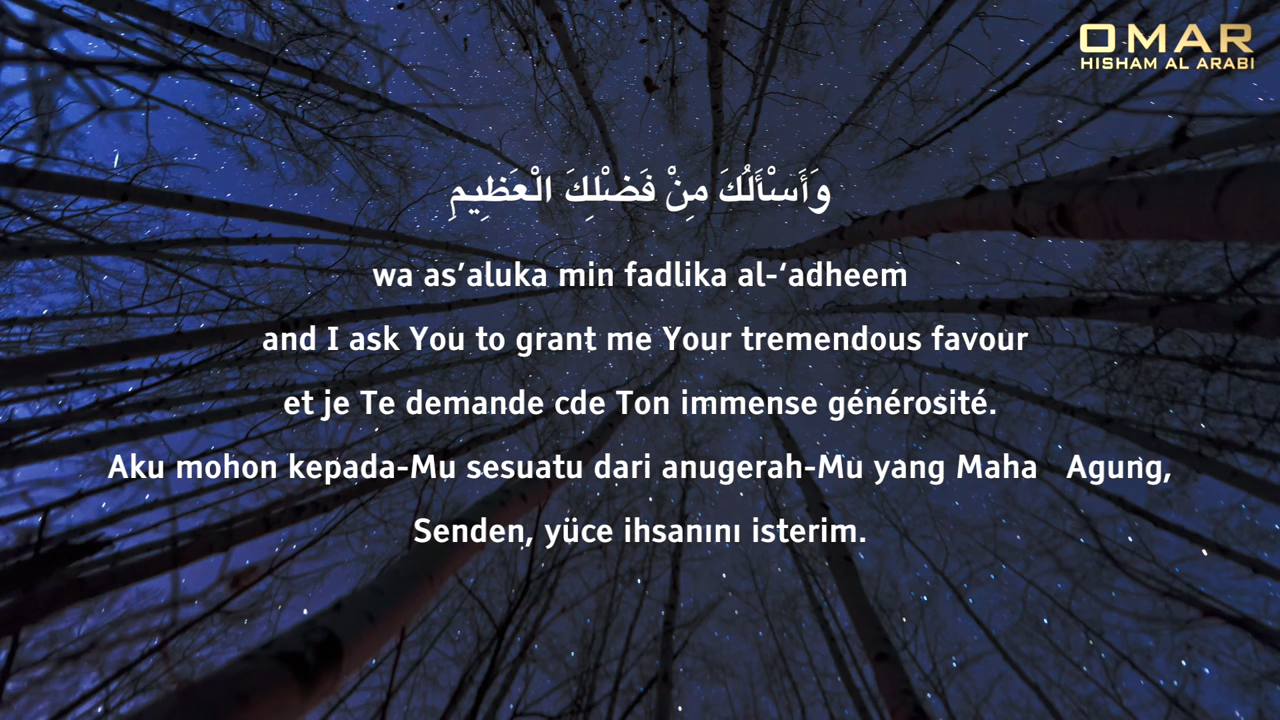 OMAR
HISHAM AL ARABI
وَأَسْأَلُكَ مِنْ فَضْلِكَ الْعَظِيمِ
wa as’aluka min fadlika al-’adheem
and I ask You to grant me Your tremendous favour
et je Te demande cde Ton immense générosité.
Aku mohon kepada-Mu sesuatu dari anugerah-Mu yang Maha   Agung,
Senden, yüce ihsanını isterim.